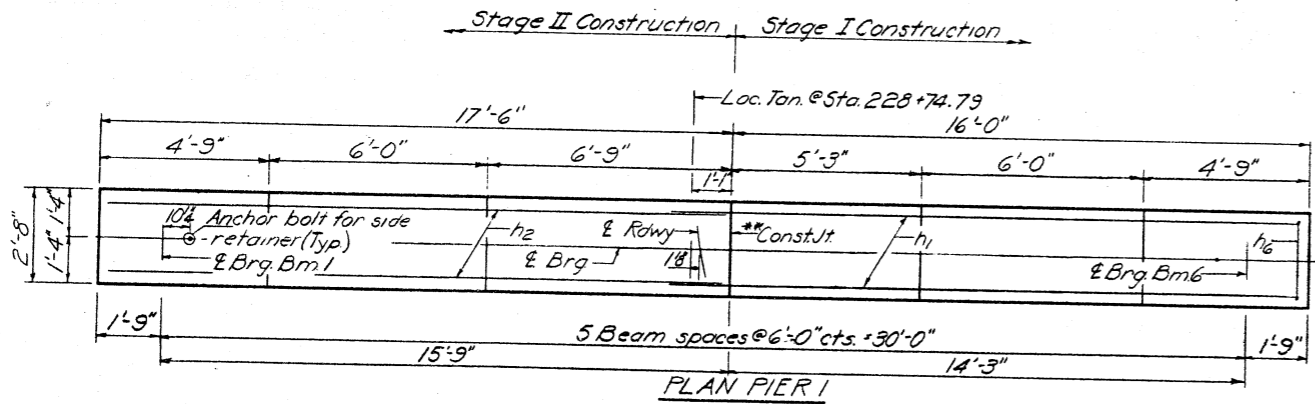 Stage II Construction
Stage I Construction
Loc. Tan. @ Sta. 228+74.79
17'-6"
16'-0"
4'-9"
6'-0"
6'-9"
5'-3"
6'-0"
4'-9"
1'-1"
2'-8"
1'-4"
1'-4"
10¼"
Anchor bolt for side
retainer (Typ.)
℄ Brg. Bm. 1
h2
℄ Rdwy
℄ Brg
**Const. Jt.
h1
h6
℄ Brg. Bm. 6
1'-9"
5 Beam spaces @ 6'-0" cts. = 30'-0"
1'-9"
15'-9"
14'-3"
PLAN PIER 1